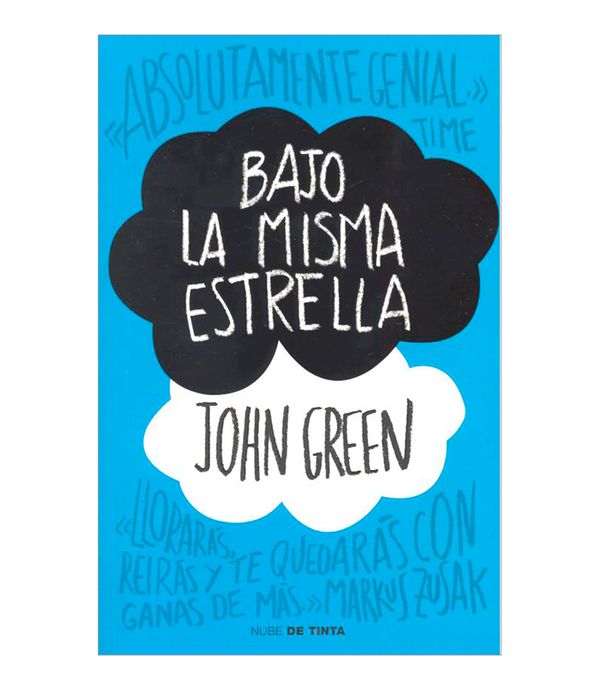 «ABSOLUTAMENTE GENIAL.»
TIME
BAJO
LA MISMA
ESTRELLA
JOHN GREEN
«LLORARÁS,
REIRÁS Y TE QUEDARÁS CON
GANAS DE MÁS.» MARKUS ZUSAK
NUBE DE TINTA